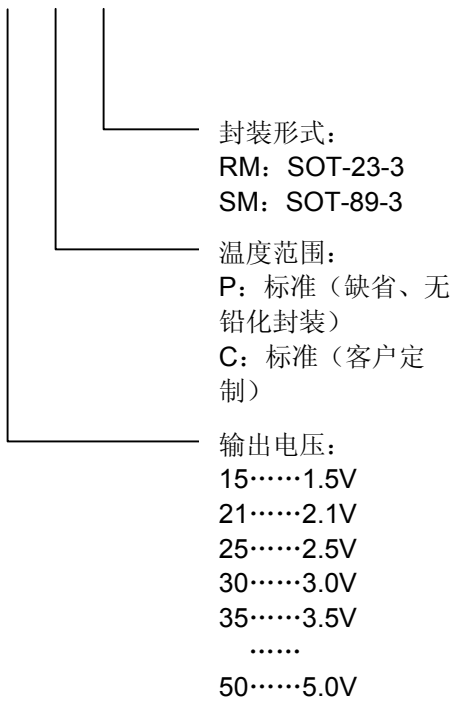 封装形式：
RM：SOT-23-3
SM：SOT-89-3
温度范围：
P：标准（缺省、无
铅化封装）
C：标准（客户定
制）
输出电压：
15……1.5V
21……2.1V
25……2.5V
30……3.0V
35……3.5V
……
50……5.0V